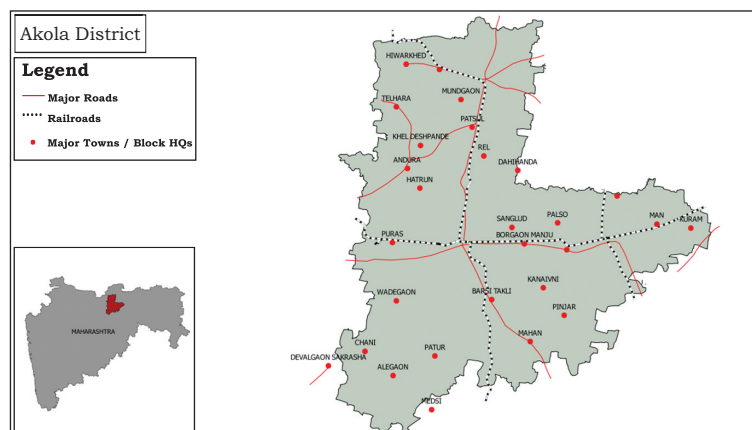 Akola District
Legend
Major Roads
Railroads
Major Towns / Block HQs
HIWARKHED
MUNDGAON
TELHARA
PATSUL
KHEL DESHPANDE
REL
ANDURA
DAHIHANDA
HATRUN
SANGLUD
PALSO
MAN
KURAM
PURAS
BORGAON MANJU
KANAIVNI
WADEGAON
BARSI TAKLI
PINJAR
MAHAN
CHANI
PATUR
DEVALGAON SAKRASHA
ALEGAON
MEDSI
MAHARASHTRA